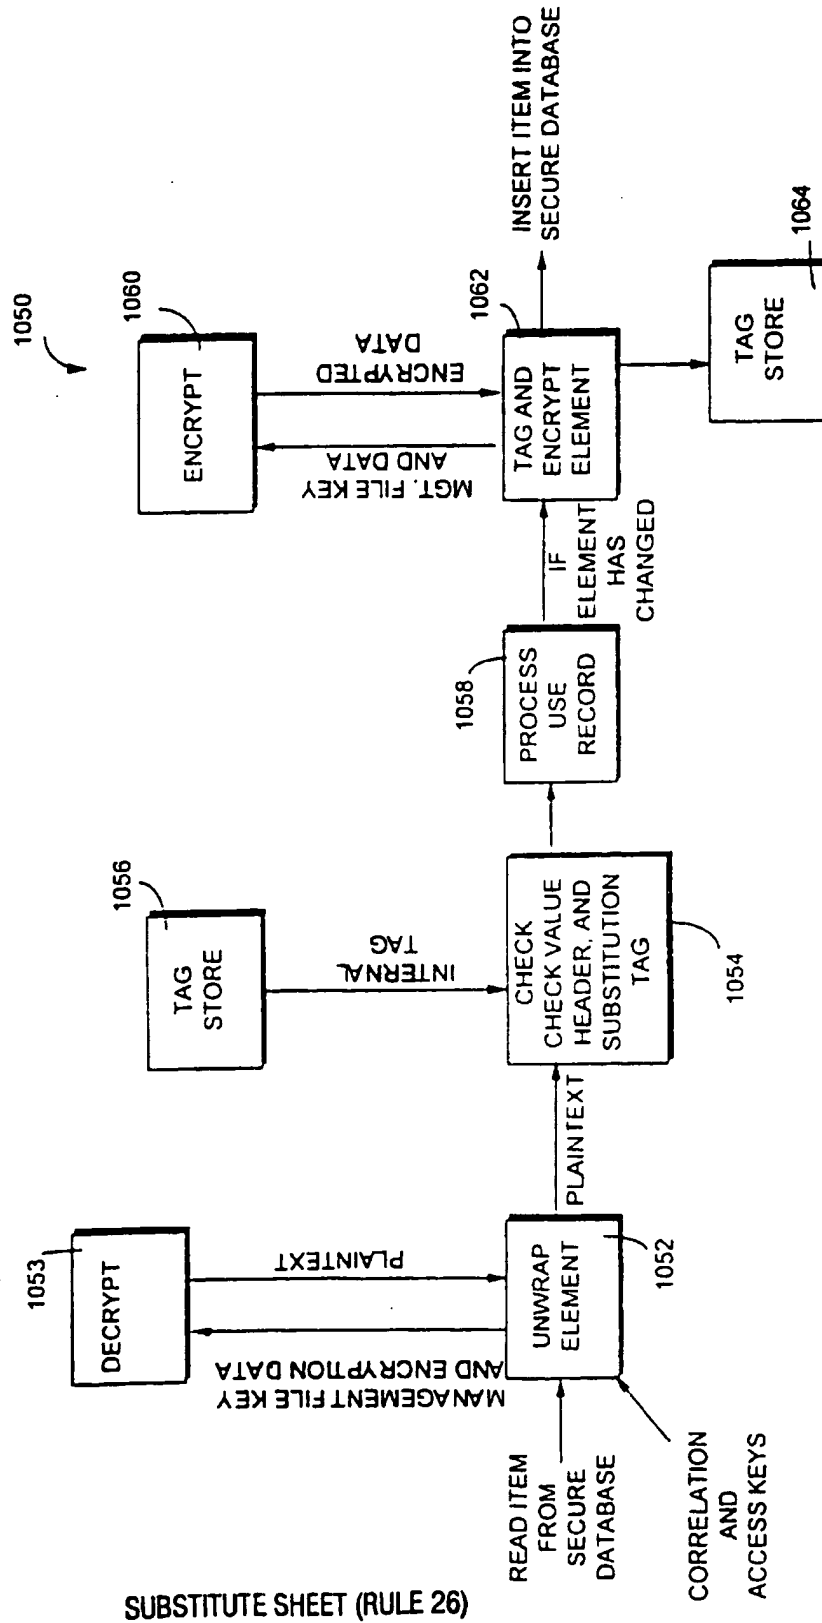 1050
1053
DECRYPT
MANAGEMENT FILE KEY
AND ENCRYPTION DATA
PLAINTEXT
READ ITEM
FROM
SECURE
DATABASE
CORRELATION
AND
ACCESS KEYS
UNWRAP
ELEMENT
1052
PLAINTEXT
1056
TAG
STORE
INTERNAL
TAG
CHECK
CHECK VALUE
HEADER, AND
SUBSTITUTION
TAG
1054
1058
PROCESS
USE
RECORD
IF
ELEMENT
HAS
CHANGED
1060
ENCRYPT
MGT. FILE KEY
AND DATA
ENCRYPTED
DATA
1062
TAG AND
ENCRYPT
ELEMENT
INSERT ITEM INTO
SECURE DATABASE
TAG
STORE
1064
SUBSTITUTE SHEET (RULE 26)